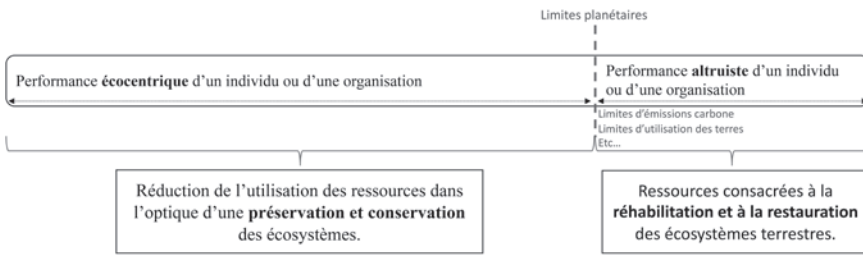 Limites planétaires
Performance écocentrique d'un individu ou d'une organisation
Performance altruiste d'un individu
ou d'une organisation
Limites d'émissions carbone
Limites d'utilisation des terres
Etc...
Réduction de l'utilisation des ressources dans
l'optique d'une préservation et conservation
des écosystèmes.
Ressources consacrées à la
réhabilitation et à la restauration
des écosystèmes terrestres.